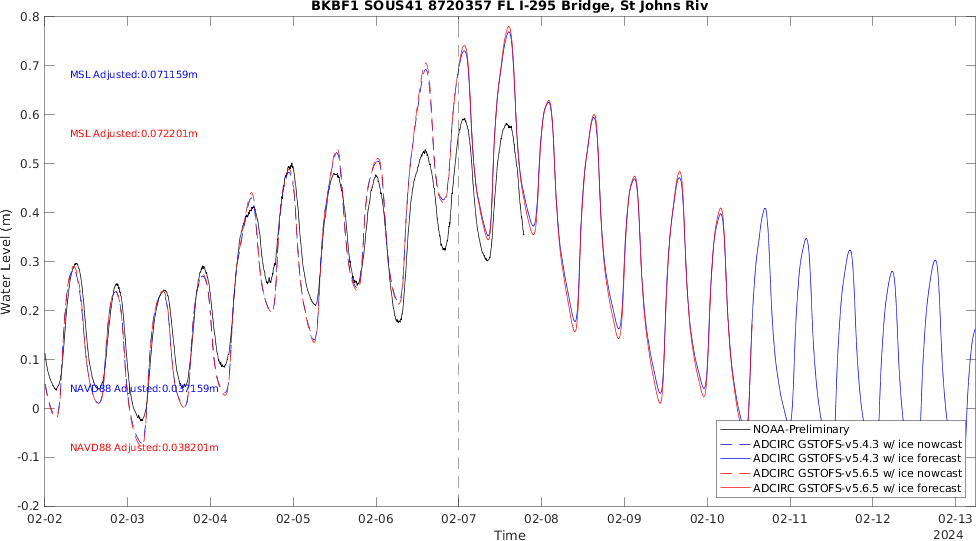 BKBF1 SOUS41 8720357 FL I-295 Bridge, St Johns Riv
0.8
0.7
0.6
0.5
0.4
0.3
0.2
0.1
0
-0.1
-0.2
Water Level (m)
MSL Adjusted:0.071159m
MSL Adjusted:0.072201m
NAVD88 Adjusted:0.037159m
NAVD88 Adjusted:0.038201m
NOAA-Preliminary
ADCIRC GSTOFS-v5.4.3 w/ ice nowcast
ADCIRC GSTOFS-v5.4.3 w/ ice forecast
ADCIRC GSTOFS-v5.6.5 w/ ice nowcast
ADCIRC GSTOFS-v5.6.5 w/ ice forecast
02-02 02-03 02-04 02-05 02-06 02-07 02-08 02-09 02-10 02-11 02-12 02-13
Time
2024